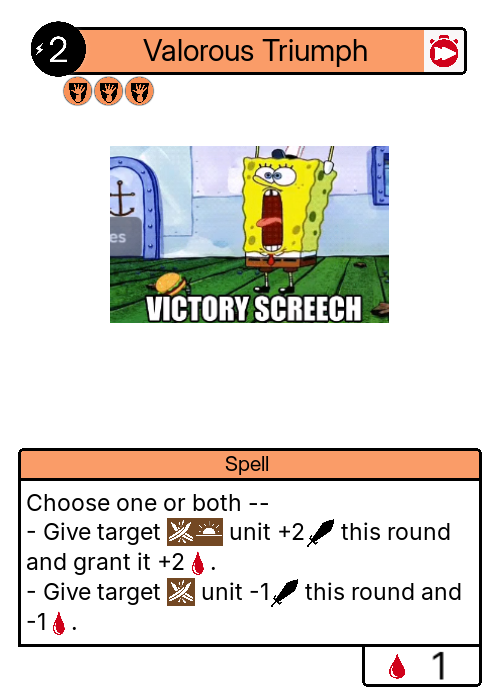 2
Valorous Triumph
es
VICTORY SCREECH
Spell
Choose one or both --
- Give target unit +2 this round
and grant it +2 .
- Give target unit -1 this round and
-1 .
1